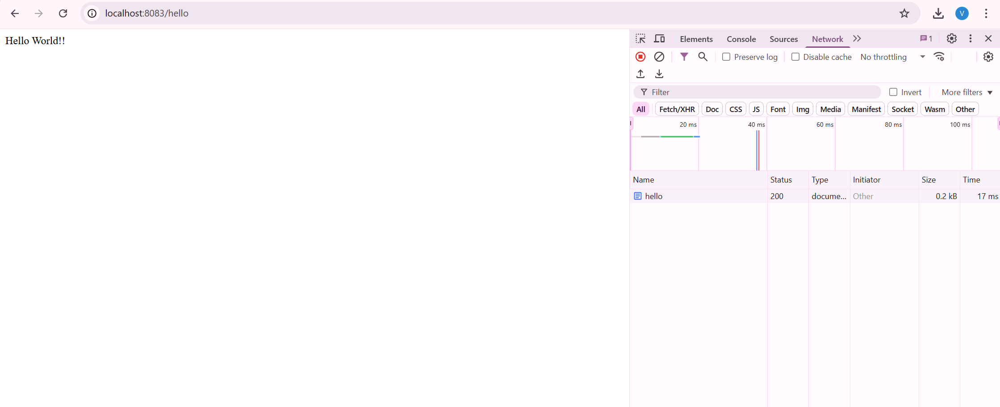 localhost:8083/hello
V
Hello World!!
Elements Console Sources Network 1
Preserve log Disable cache No throttling
Filter Invert More filters
All Fetch/XHR Doc CSS JS Font Img Media Manifest Socket Wasm Other
20 ms 40 ms 60 ms 80 ms 100 ms
Name Status Type Initiator Size Time
hello 200 docume... Other 0.2 kB 17 ms